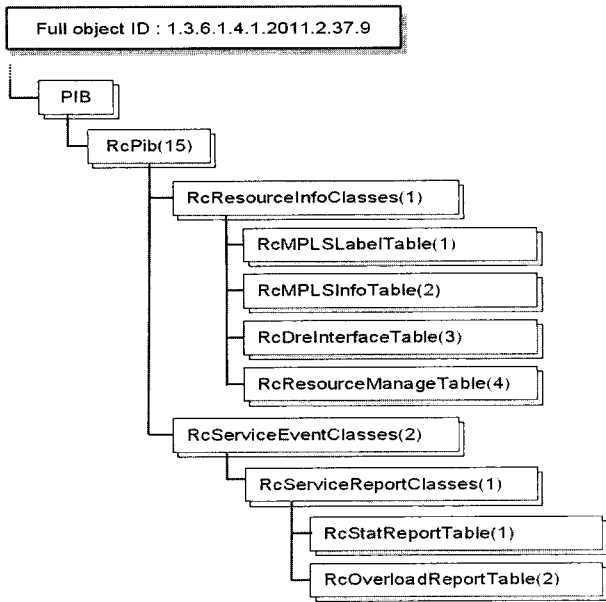 Full object ID : 1.3.6.1.4.1.2011.2.37.9
PIB
RcPib(15)
RcResourceInfoClasses(1)
RcMPLSLabelTable(1)
RcMPLSInfoTable(2)
RcDreInterfaceTable(3)
RcResourceManageTable(4)
RcServiceEventClasses(2)
RcServiceReportClasses(1)
RcStatReportTable(1)
RcOverloadReportTable(2)